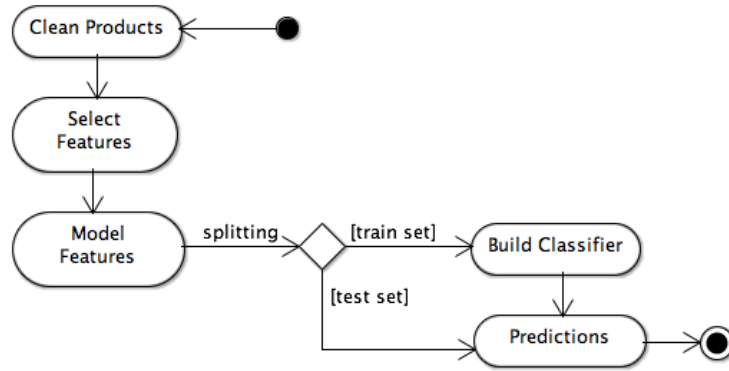 Clean Products
Select
Features
Model
Features
splitting
[train set]
Build Classifier
[test set]
Predictions